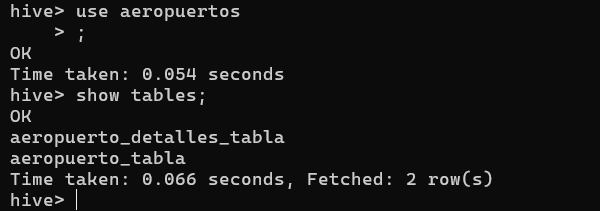 hive> use aeropuertos
    > ;
OK
Time taken: 0.054 seconds
hive> show tables;
OK
aeropuerto_detalles_tabla
aeropuerto_tabla
Time taken: 0.066 seconds, Fetched: 2 row(s)
hive>